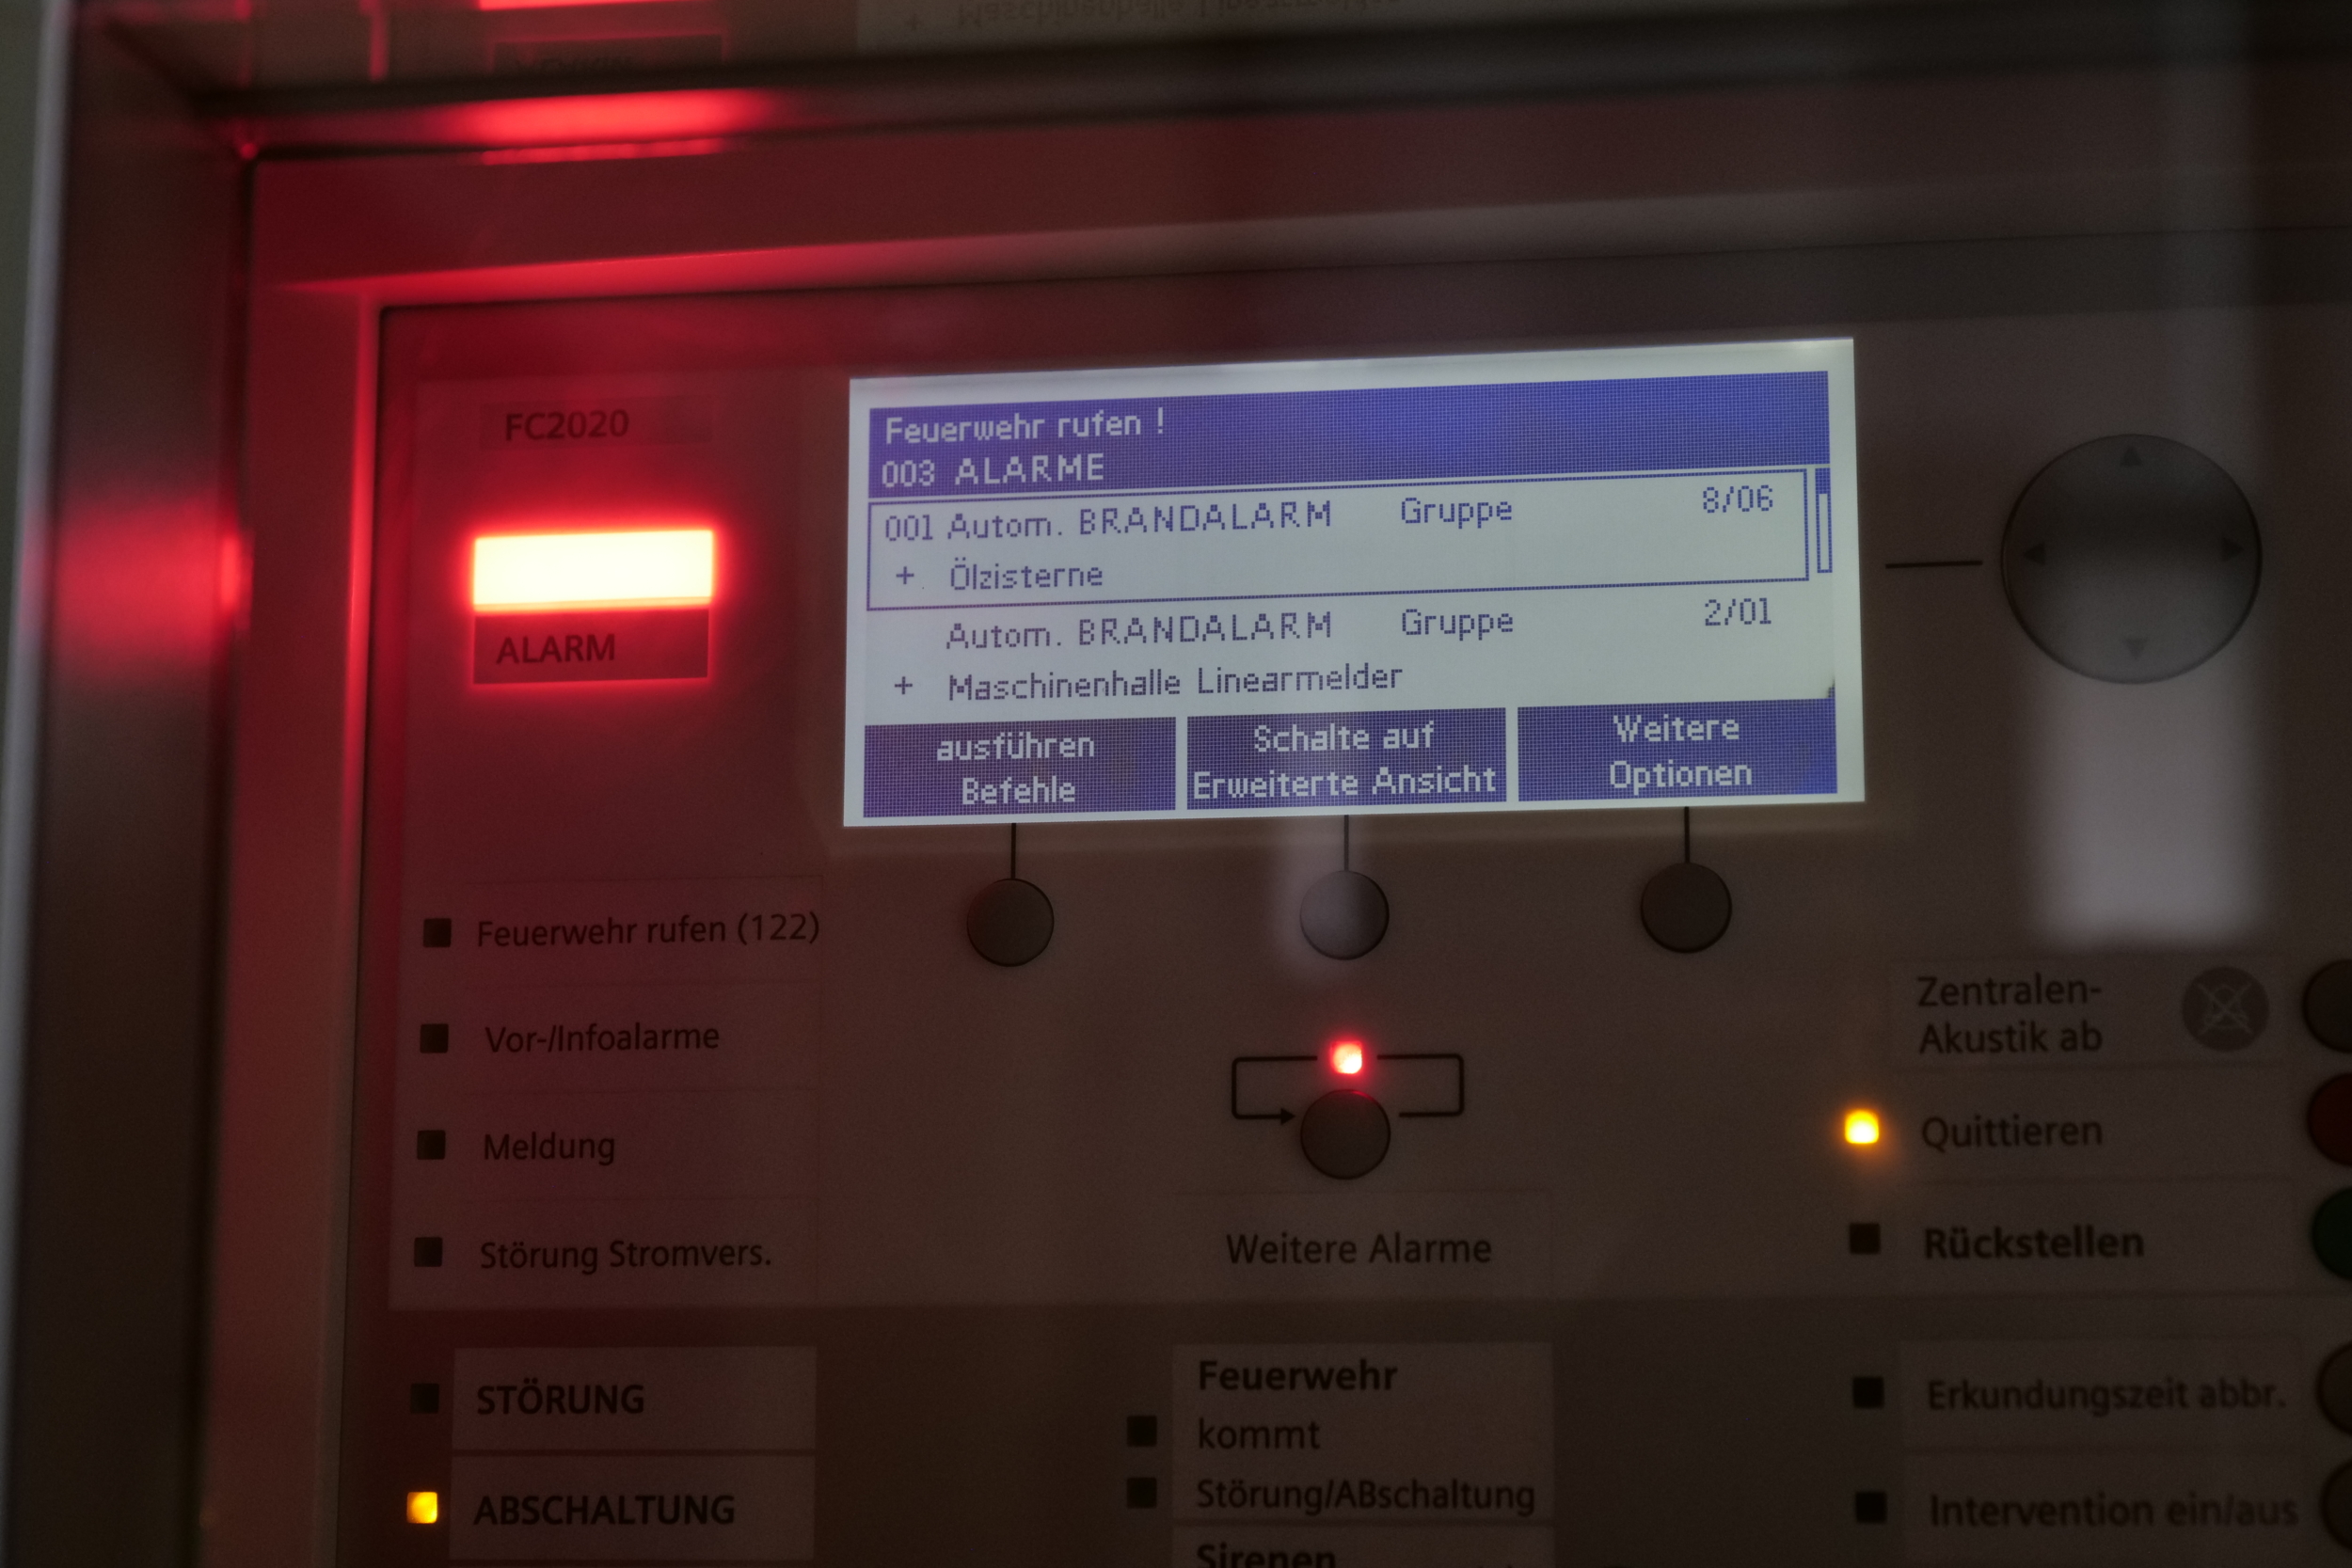 FC2020
ALARM
Feuerwehr rufen !
003 ALARME
001 Autom. BRANDALARM Gruppe 8/06
+ Ölzisterne
Autom. BRANDALARM Gruppe 2/01
+ Maschinenhalle Linearmelder
ausführen
Befehle
Schalte auf
Erweiterte Ansicht
Weitere
Optionen
Feuerwehr rufen (122)
Vor-/Infoalarme
Meldung
Störung Stromvers.
STÖRUNG
ABSCHALTUNG
Weitere Alarme
Feuerwehr
kommt
Störung/ABschaltung
Sirenen
Zentralen-
Akustik ab
Quittieren
Rückstellen
Erkundungszeit abbr.
Intervention ein/aus